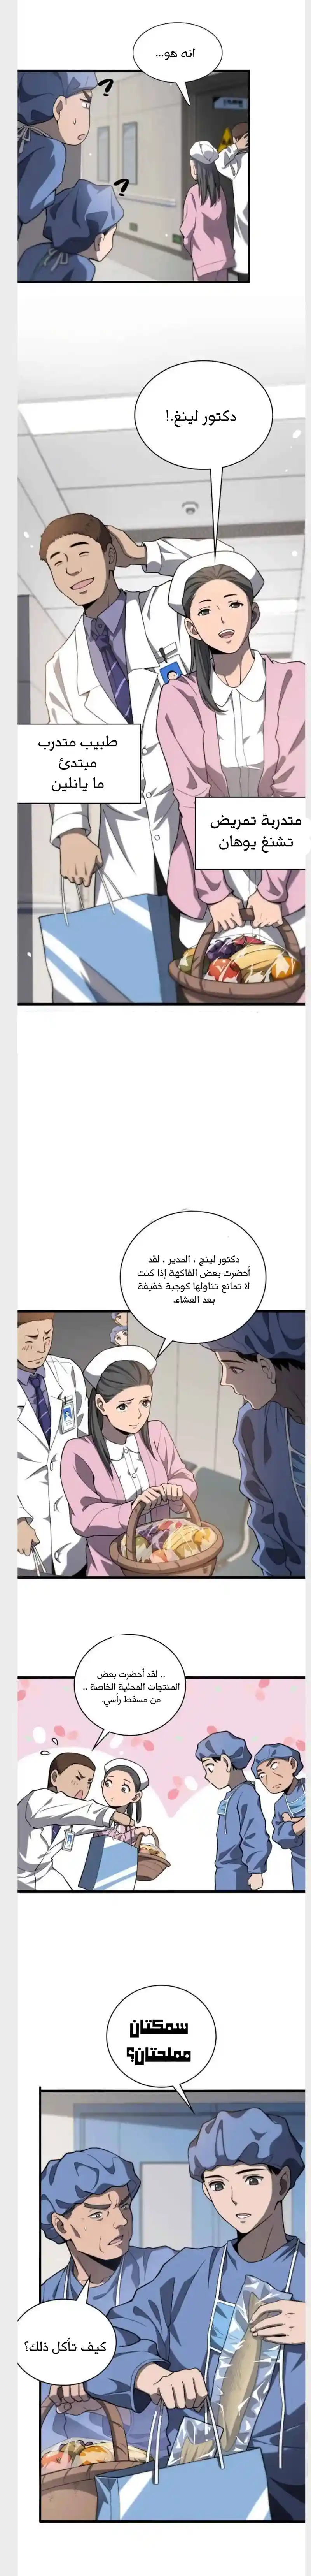 انه هو...
?
?
دكتور لينغ.!
طبيب متدرب
مبتدئ
ما يانلين
متدربة تمريض
تشنغ يوهان
دكتور لينج ، المدير ، لقد
أحضرت بعض الفاكهة إذا كنت
لا تمانع تناولها كوجبة خفيفة
بعد العشاء.
.. لقد أحضرت بعض
المنتجات المحلية الخاصة ..
من مسقط رأسي.
سمكتان
مملحتان؟
كيف تأكل ذلك؟